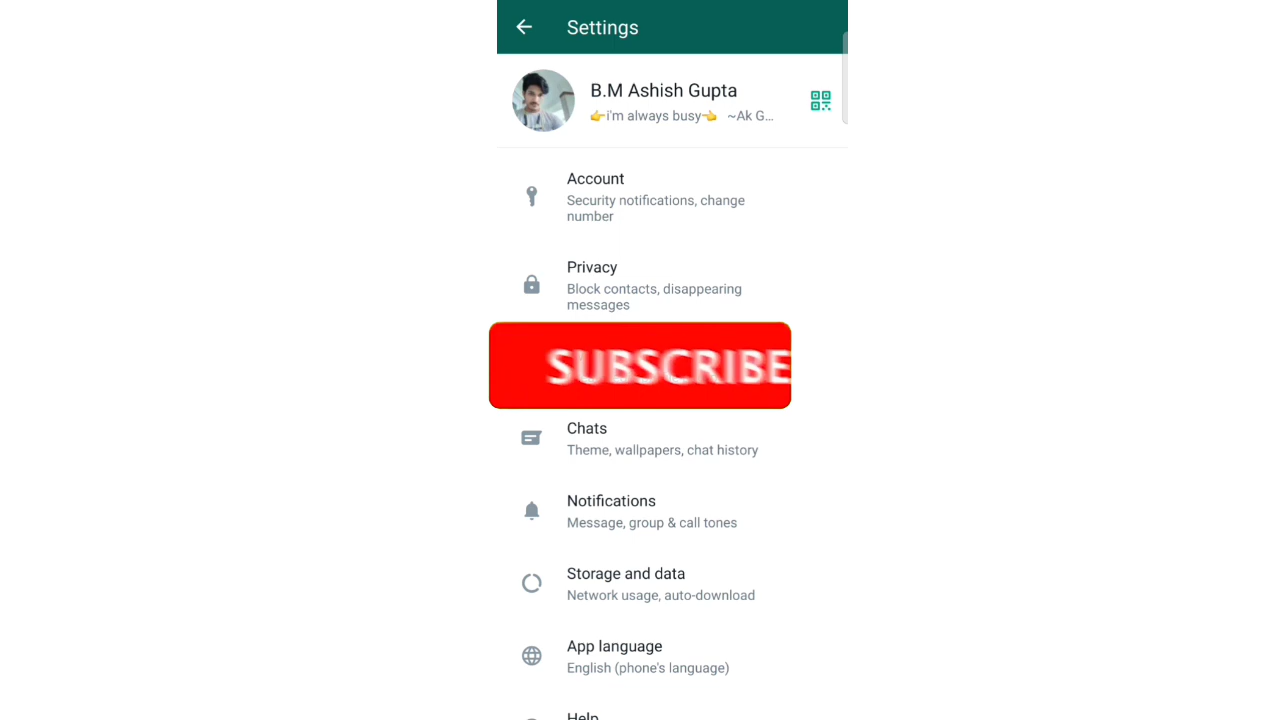 Settings
B.M Ashish Gupta
👉i'm always busy👈 ~Ak G...
Account
Security notifications, change
number
Privacy
Block contacts, disappearing
messages
SUBSCRIBE
Chats
Theme, wallpapers, chat history
Notifications
Message, group & call tones
Storage and data
Network usage, auto-download
App language
English (phone's language)
Help